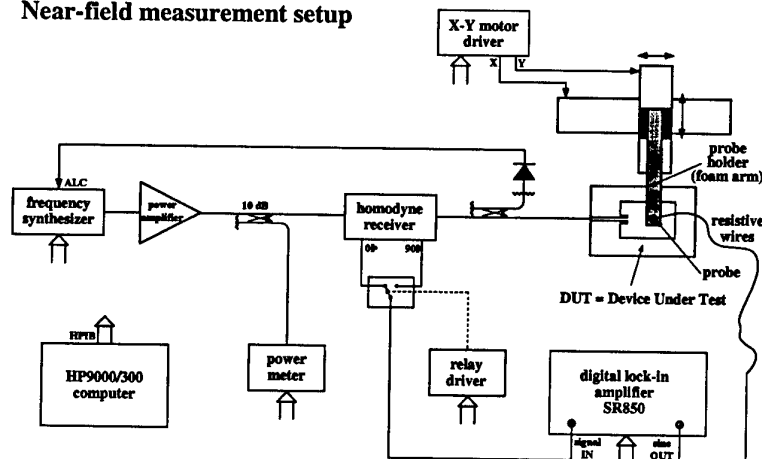 Near-field measurement setup
X-Y motor
driver
X Y
ALC
frequency
synthesizer
power
amplifier
10 dB
homodyne
receiver
probe
holder
(foam arm)
resistive
wires
probe
DUT = Device Under Test
HPIB
HP9000/300
computer
power
meter
relay
driver
digital lock-in
amplifier
SR850
signal
IN
sine
OUT